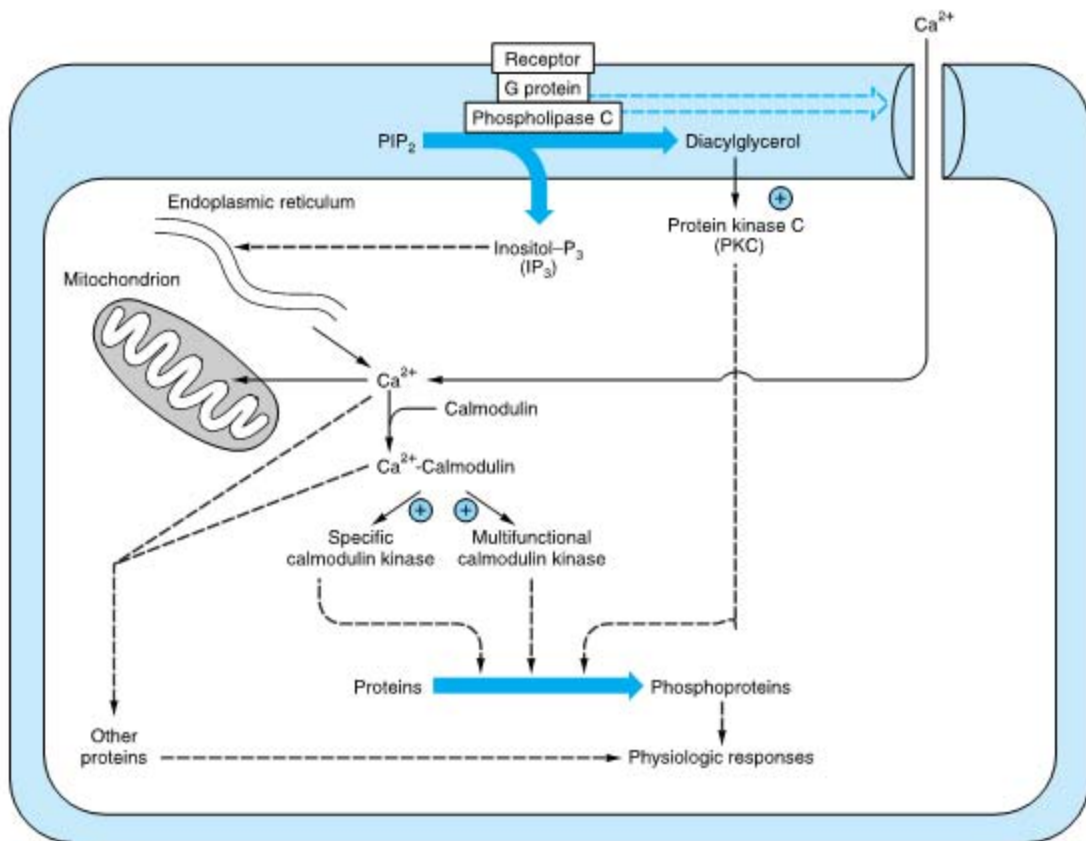 Ca²⁺
Receptor
G protein
Phospholipase C
PIP₂
Diacylglycerol
Endoplasmic reticulum
+
Protein kinase C
(PKC)
Inositol–P₃
(IP₃)
Mitochondrion
Ca²⁺
Calmodulin
Ca²⁺-Calmodulin
+
+
Specific
calmodulin kinase
Multifunctional
calmodulin kinase
Proteins
Phosphoproteins
Other
proteins
Physiologic responses